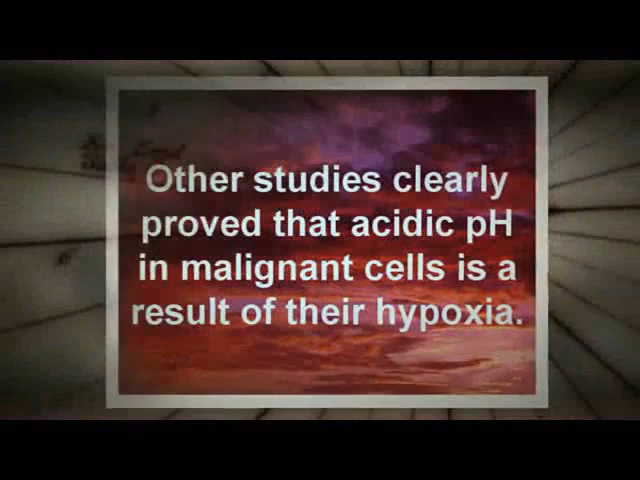 Other studies clearly
proved that acidic pH
in malignant cells is a
result of their hypoxia.